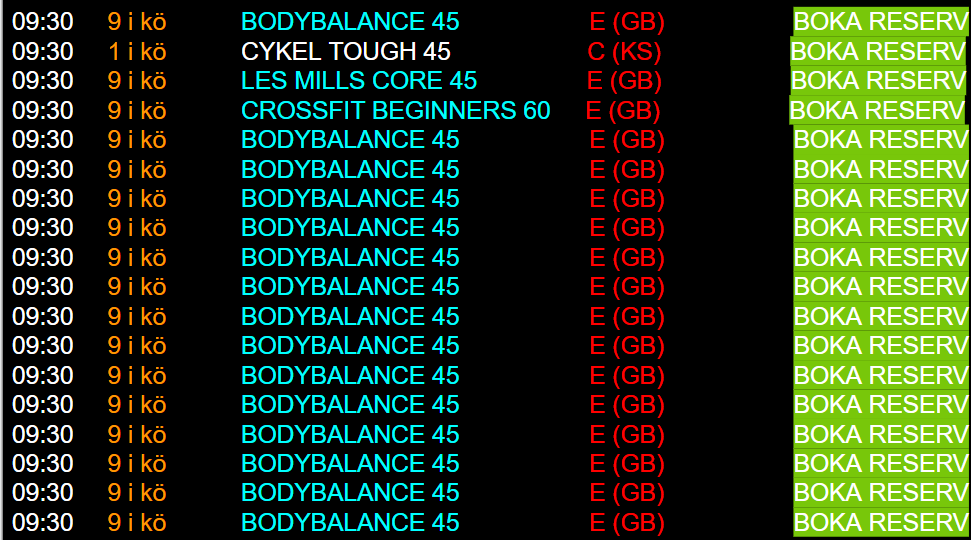 09:30 9 i kö BODYBALANCE 45 E (GB) BOKA RESERV
09:30 1 i kö CYKEL TOUGH 45 C (KS) BOKA RESERV
09:30 9 i kö LES MILLS CORE 45 E (GB) BOKA RESERV
09:30 9 i kö CROSSFIT BEGINNERS 60 E (GB) BOKA RESERV
09:30 9 i kö BODYBALANCE 45 E (GB) BOKA RESERV
09:30 9 i kö BODYBALANCE 45 E (GB) BOKA RESERV
09:30 9 i kö BODYBALANCE 45 E (GB) BOKA RESERV
09:30 9 i kö BODYBALANCE 45 E (GB) BOKA RESERV
09:30 9 i kö BODYBALANCE 45 E (GB) BOKA RESERV
09:30 9 i kö BODYBALANCE 45 E (GB) BOKA RESERV
09:30 9 i kö BODYBALANCE 45 E (GB) BOKA RESERV
09:30 9 i kö BODYBALANCE 45 E (GB) BOKA RESERV
09:30 9 i kö BODYBALANCE 45 E (GB) BOKA RESERV
09:30 9 i kö BODYBALANCE 45 E (GB) BOKA RESERV
09:30 9 i kö BODYBALANCE 45 E (GB) BOKA RESERV
09:30 9 i kö BODYBALANCE 45 E (GB) BOKA RESERV
09:30 9 i kö BODYBALANCE 45 E (GB) BOKA RESERV
09:30 9 i kö BODYBALANCE 45 E (GB) BOKA RESERV